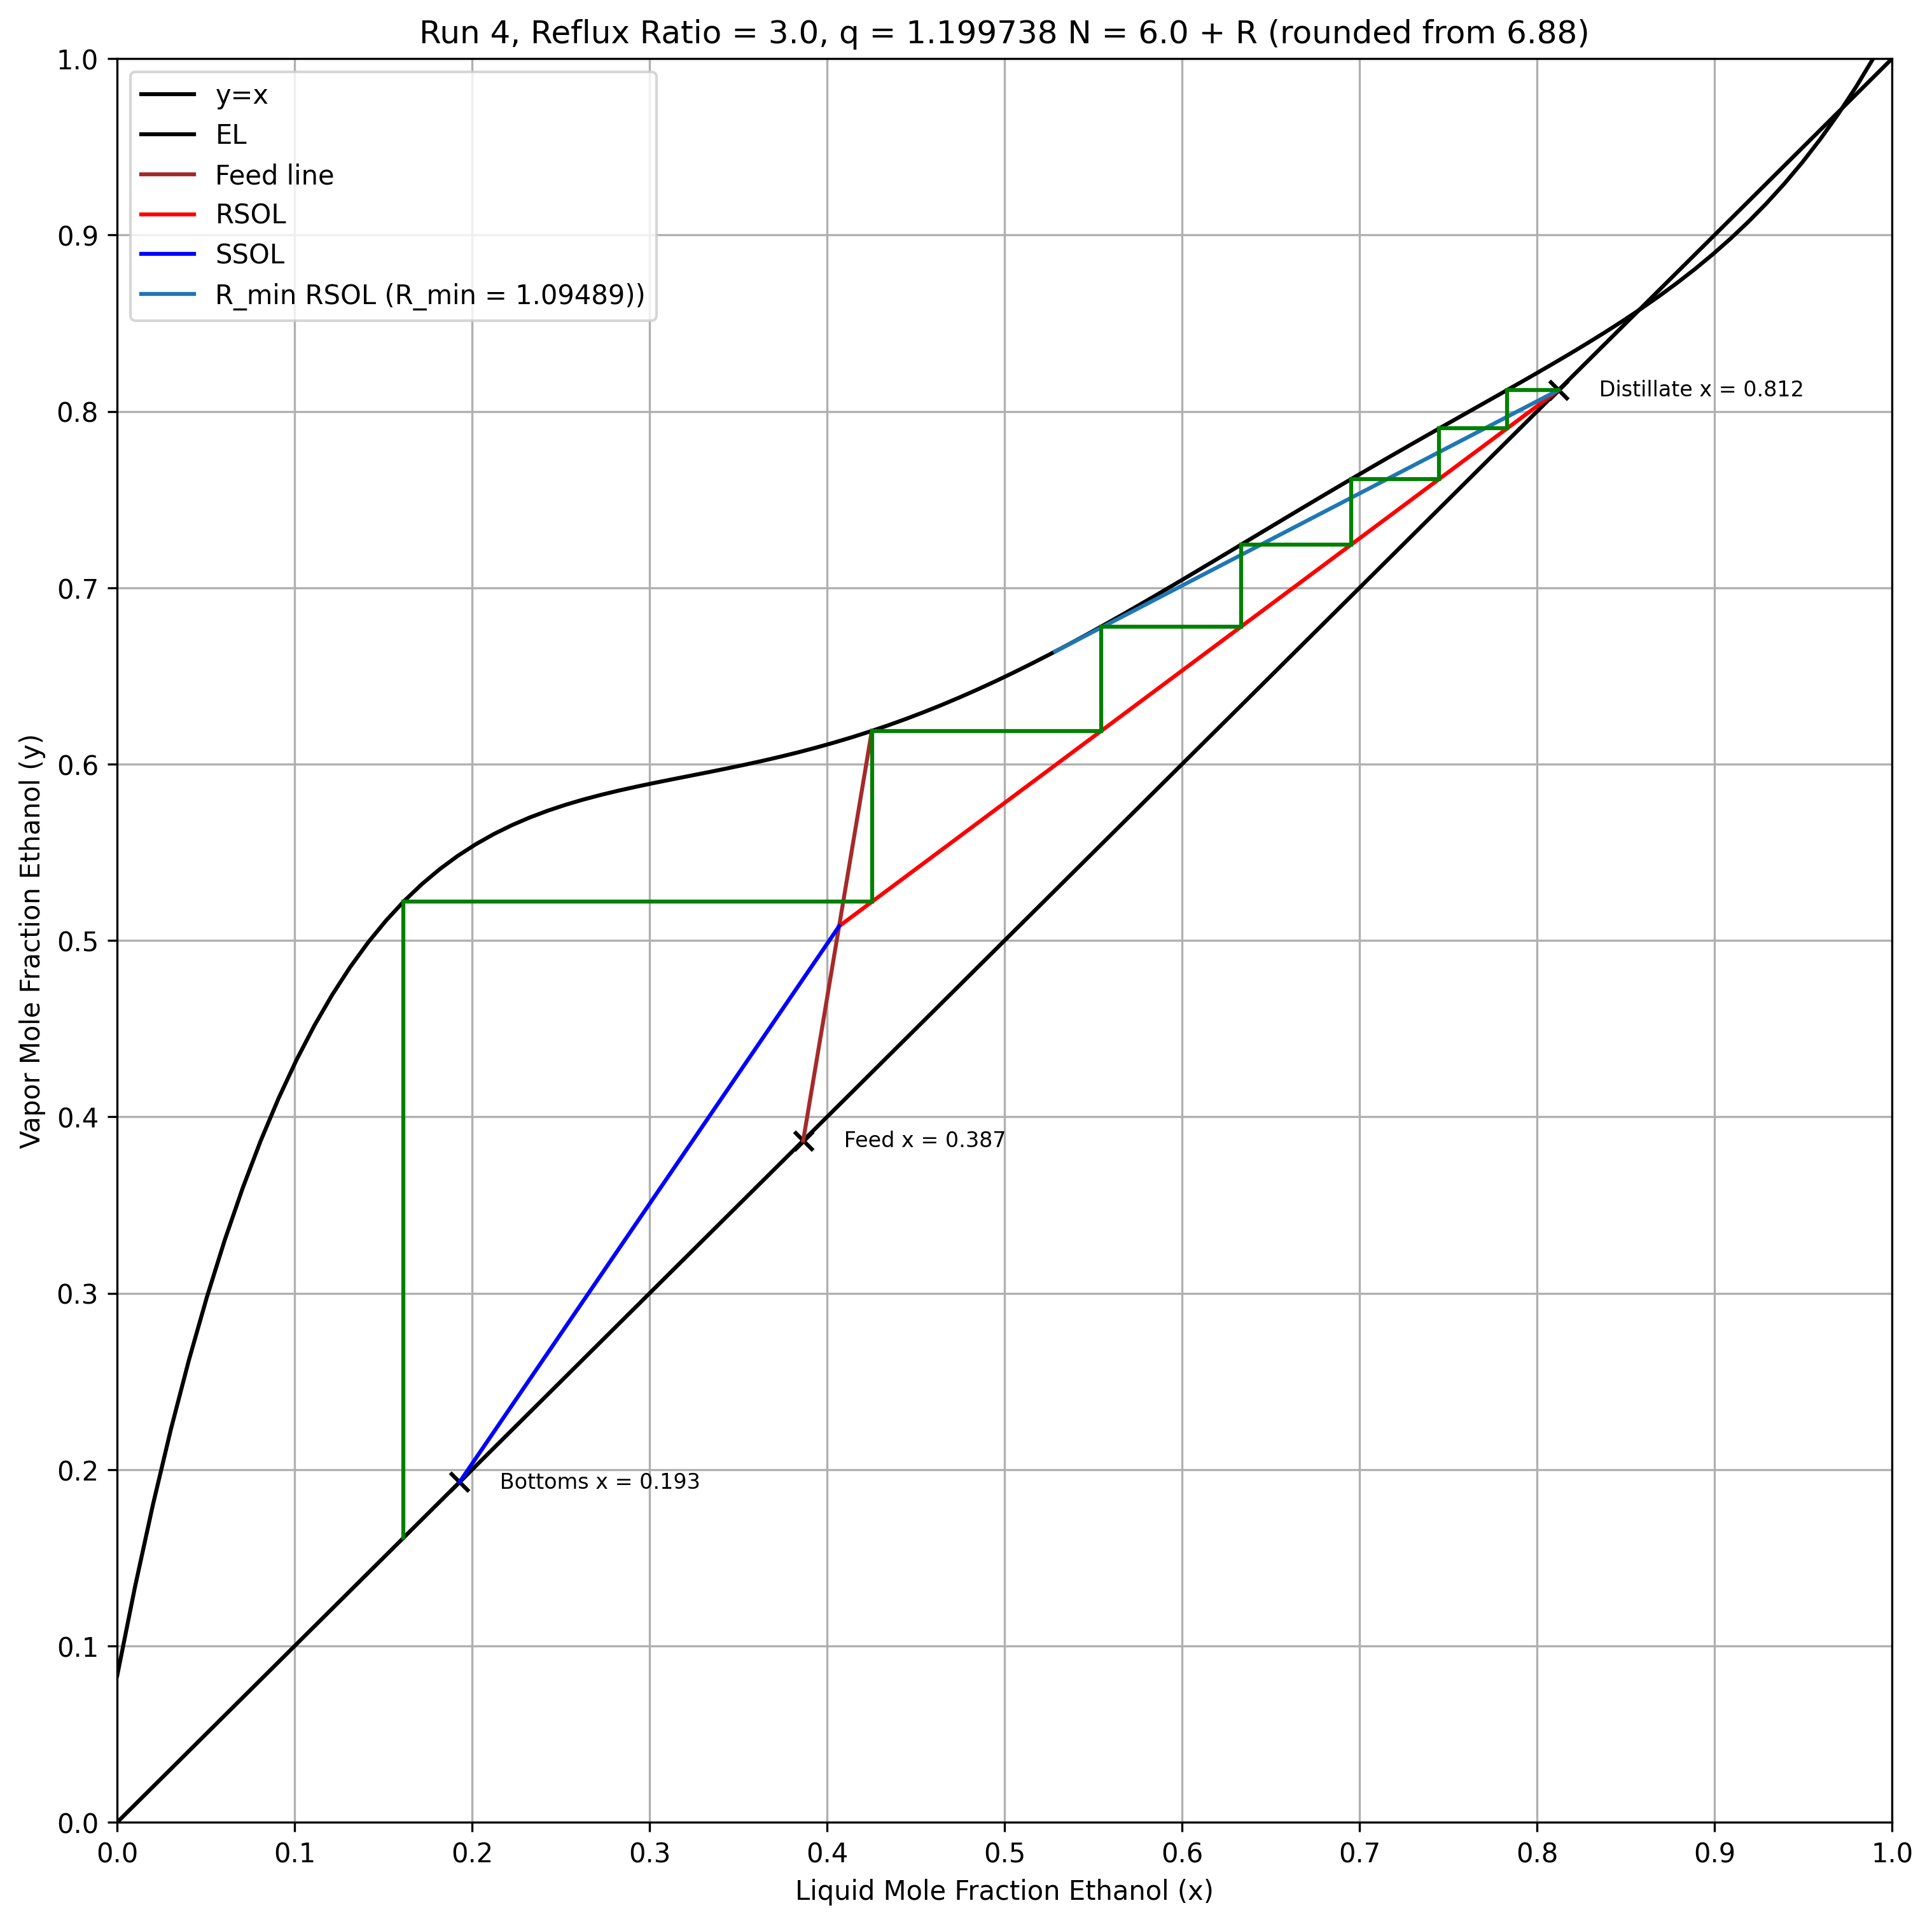 Run 4, Reflux Ratio = 3.0, q = 1.199738 N = 6.0 + R (rounded from 6.88)
y=x
EL
Feed line
RSOL
SSOL
R_min RSOL (R_min = 1.09489))
1.0
0.9
0.8
0.7
0.6
0.5
0.4
0.3
0.2
0.1
0.0
Vapor Mole Fraction Ethanol (y)
Distillate x = 0.812
Feed x = 0.387
Bottoms x = 0.193
0.0 0.1 0.2 0.3 0.4 0.5 0.6 0.7 0.8 0.9 1.0
Liquid Mole Fraction Ethanol (x)